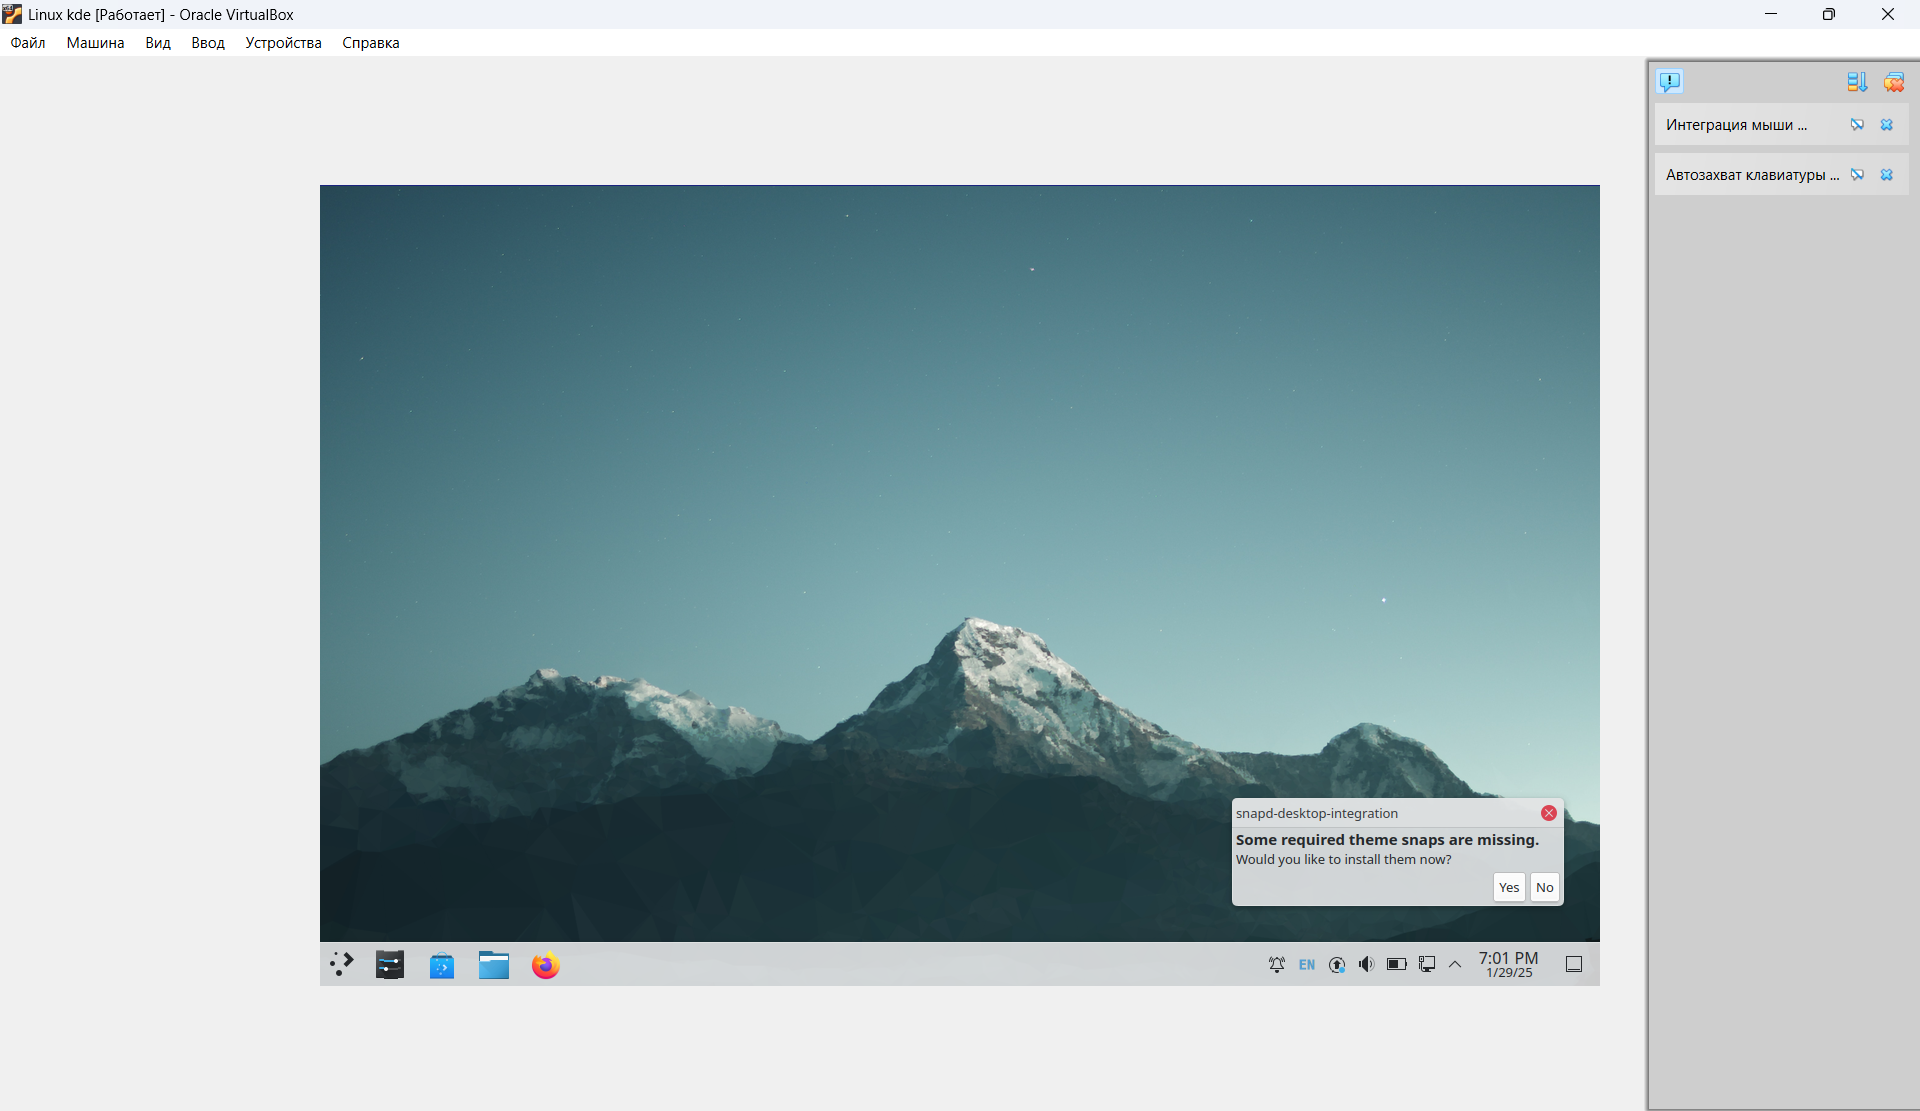 Linux kde [Работает] - Oracle VirtualBox
Файл Машина Вид Ввод Устройства Справка
Интеграция мыши ...
Автозахват клавиатуры ...
snapd-desktop-integration
Some required theme snaps are missing.
Would you like to install them now?
Yes No
EN 7:01 PM
1/29/25